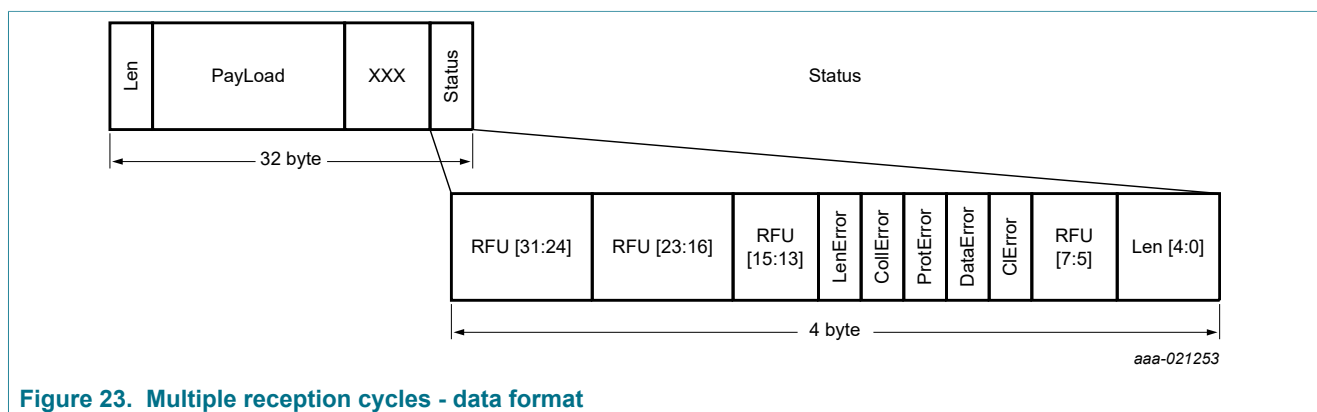 Len
PayLoad
XXX
Status
Status
32 byte
RFU [31:24]
RFU [23:16]
RFU
[15:13]
LenError
CollError
ProtError
DataError
ClError
RFU
[7:5]
Len [4:0]
4 byte
aaa-021253
Figure 23. Multiple reception cycles - data format